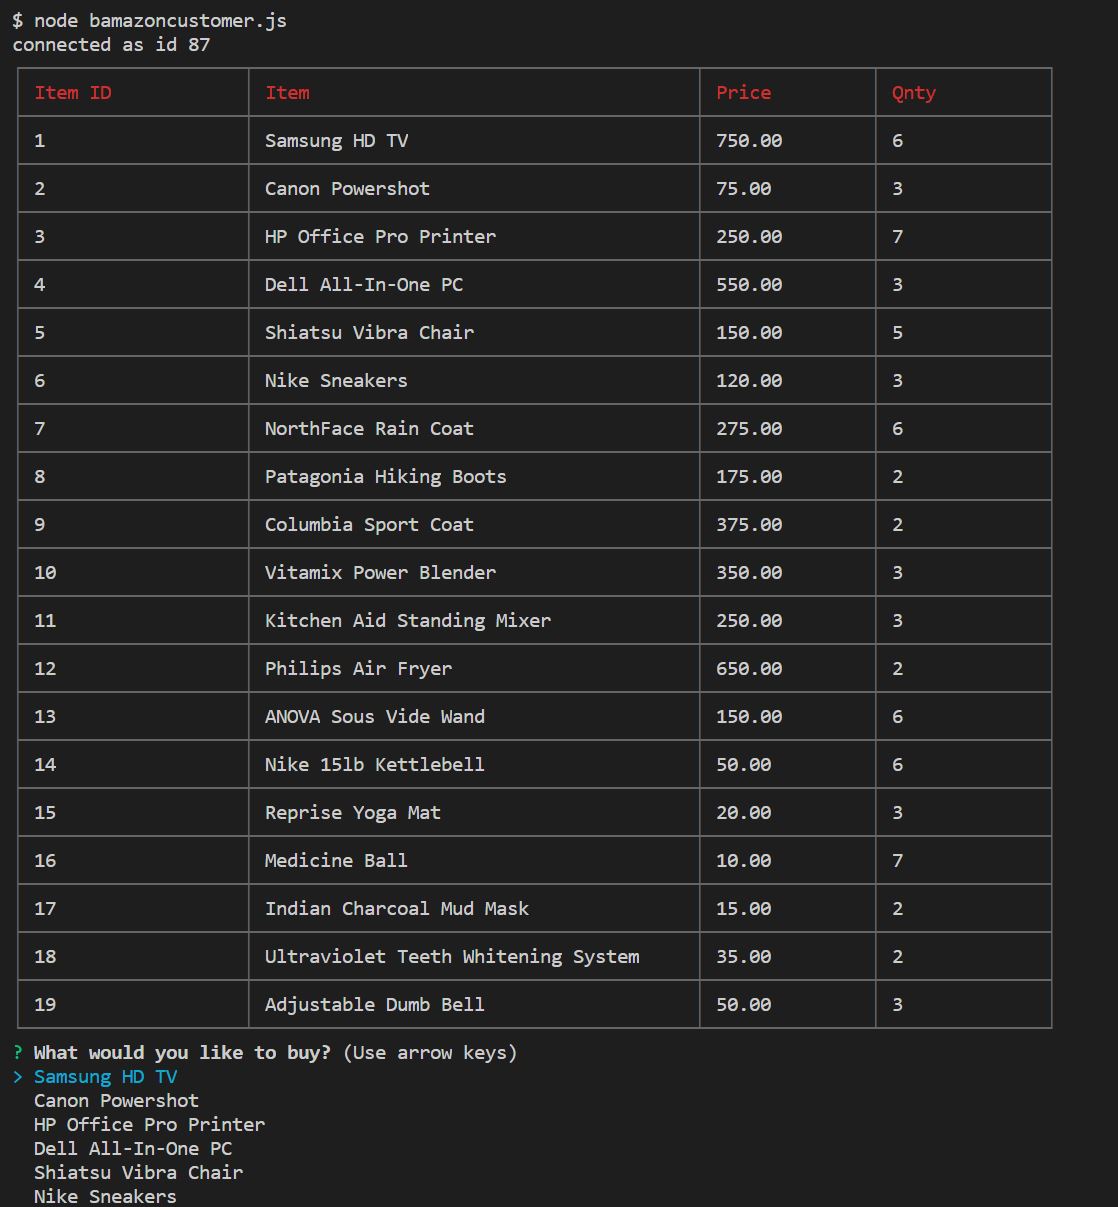 $ node bamazoncustomer.js
connected as id 87
Item ID Item Price Qnty
1 Samsung HD TV 750.00 6
2 Canon Powershot 75.00 3
3 HP Office Pro Printer 250.00 7
4 Dell All-In-One PC 550.00 3
5 Shiatsu Vibra Chair 150.00 5
6 Nike Sneakers 120.00 3
7 NorthFace Rain Coat 275.00 6
8 Patagonia Hiking Boots 175.00 2
9 Columbia Sport Coat 375.00 2
10 Vitamix Power Blender 350.00 3
11 Kitchen Aid Standing Mixer 250.00 3
12 Philips Air Fryer 650.00 2
13 ANOVA Sous Vide Wand 150.00 6
14 Nike 15lb Kettlebell 50.00 6
15 Reprise Yoga Mat 20.00 3
16 Medicine Ball 10.00 7
17 Indian Charcoal Mud Mask 15.00 2
18 Ultraviolet Teeth Whitening System 35.00 2
19 Adjustable Dumb Bell 50.00 3
? What would you like to buy? (Use arrow keys)
> Samsung HD TV
Canon Powershot
HP Office Pro Printer
Dell All-In-One PC
Shiatsu Vibra Chair
Nike Sneakers